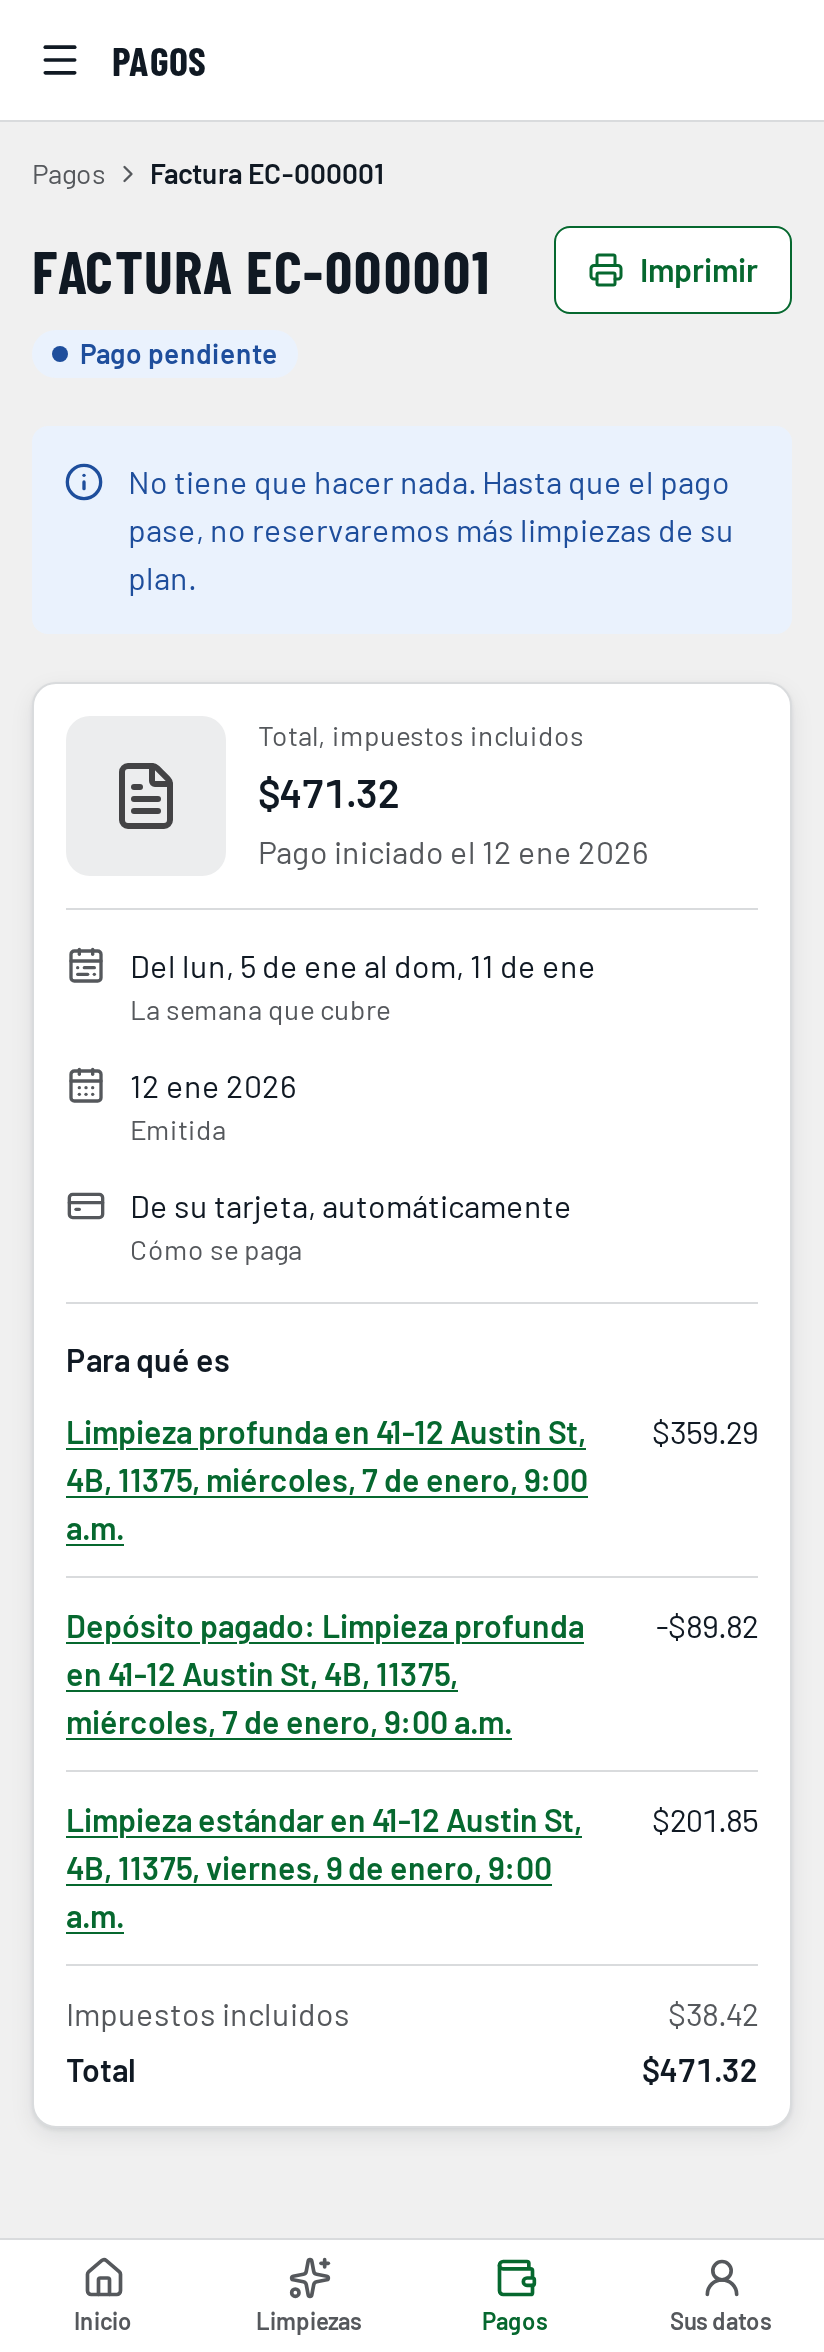 PAGOS
Pagos
Factura EC-000001
FACTURA EC-000001
Imprimir
Pago pendiente
No tiene que hacer nada. Hasta que el pago
pase, no reservaremos más limpiezas de su
plan.
Total, impuestos incluidos
$471.32
Pago iniciado el 12 ene 2026
Del lun, 5 de ene al dom, 11 de ene
La semana que cubre
12 ene 2026
Emitida
De su tarjeta, automáticamente
Cómo se paga
Para qué es
Limpieza profunda en 41-12 Austin St, $359.29
4B, 11375, miércoles, 7 de enero, 9:00
a.m.
Depósito pagado: Limpieza profunda -$89.82
en 41-12 Austin St, 4B, 11375,
miércoles, 7 de enero, 9:00 a.m.
Limpieza estándar en 41-12 Austin St, $201.85
4B, 11375, viernes, 9 de enero, 9:00
a.m.
Impuestos incluidos $38.42
Total $471.32
Inicio
Limpiezas
Pagos
Sus datos